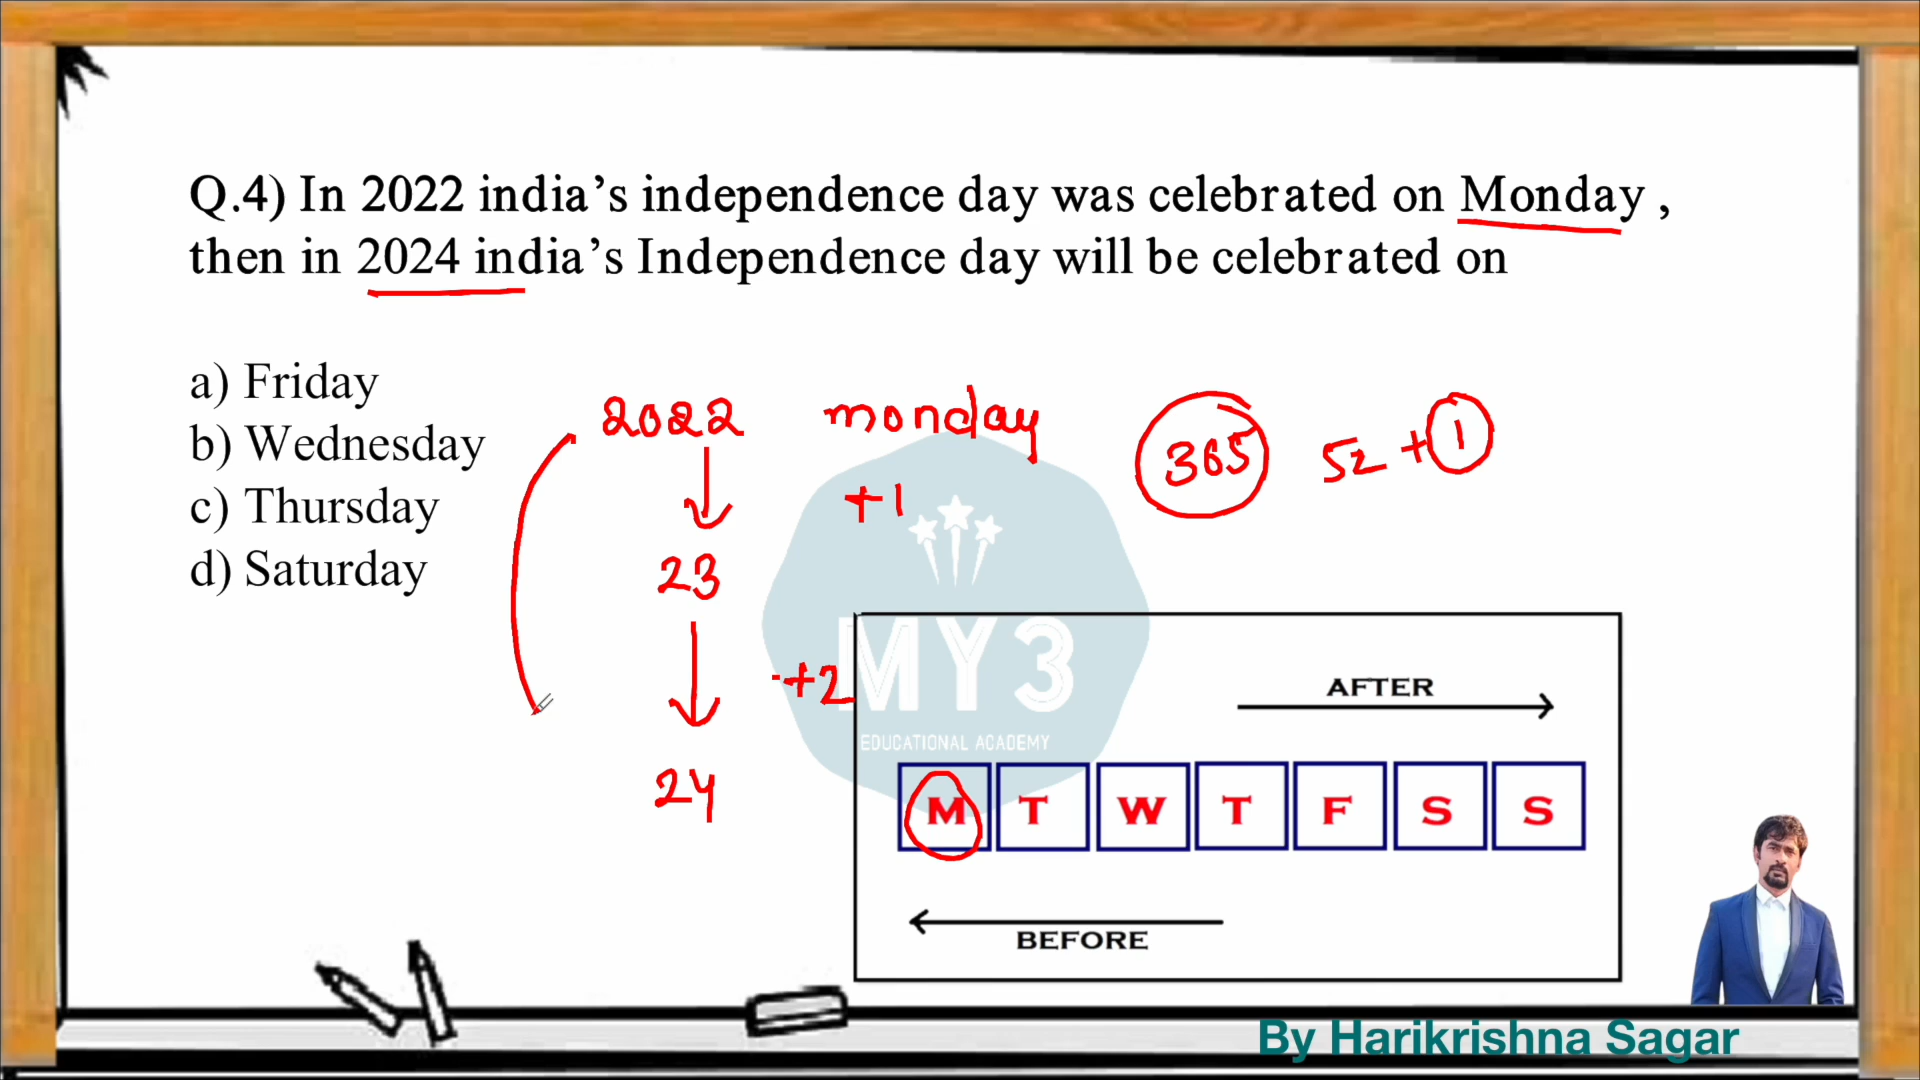 Q.4) In 2022 india’s independence day was celebrated on Monday ,
then in 2024 india’s Independence day will be celebrated on
a) Friday
b) Wednesday
c) Thursday
d) Saturday
2022 monday
365 52 +1
+1
23
+2
24
MY3
EDUCATIONAL ACADEMY
AFTER
M T W T F S S
BEFORE
By Harikrishna Sagar